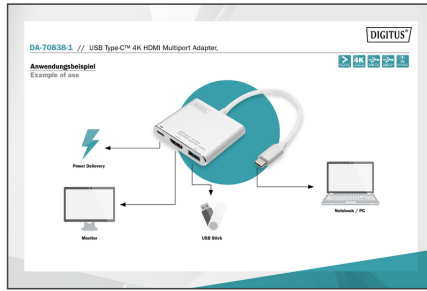 DIGITUS®
DA-70838-1 // USB Type-C™ 4K HDMI Multiport Adapter,
Anwendungsbeispiel
Example of use
4K
Power Delievery
Monitor
USB Stick
Notebook / PC